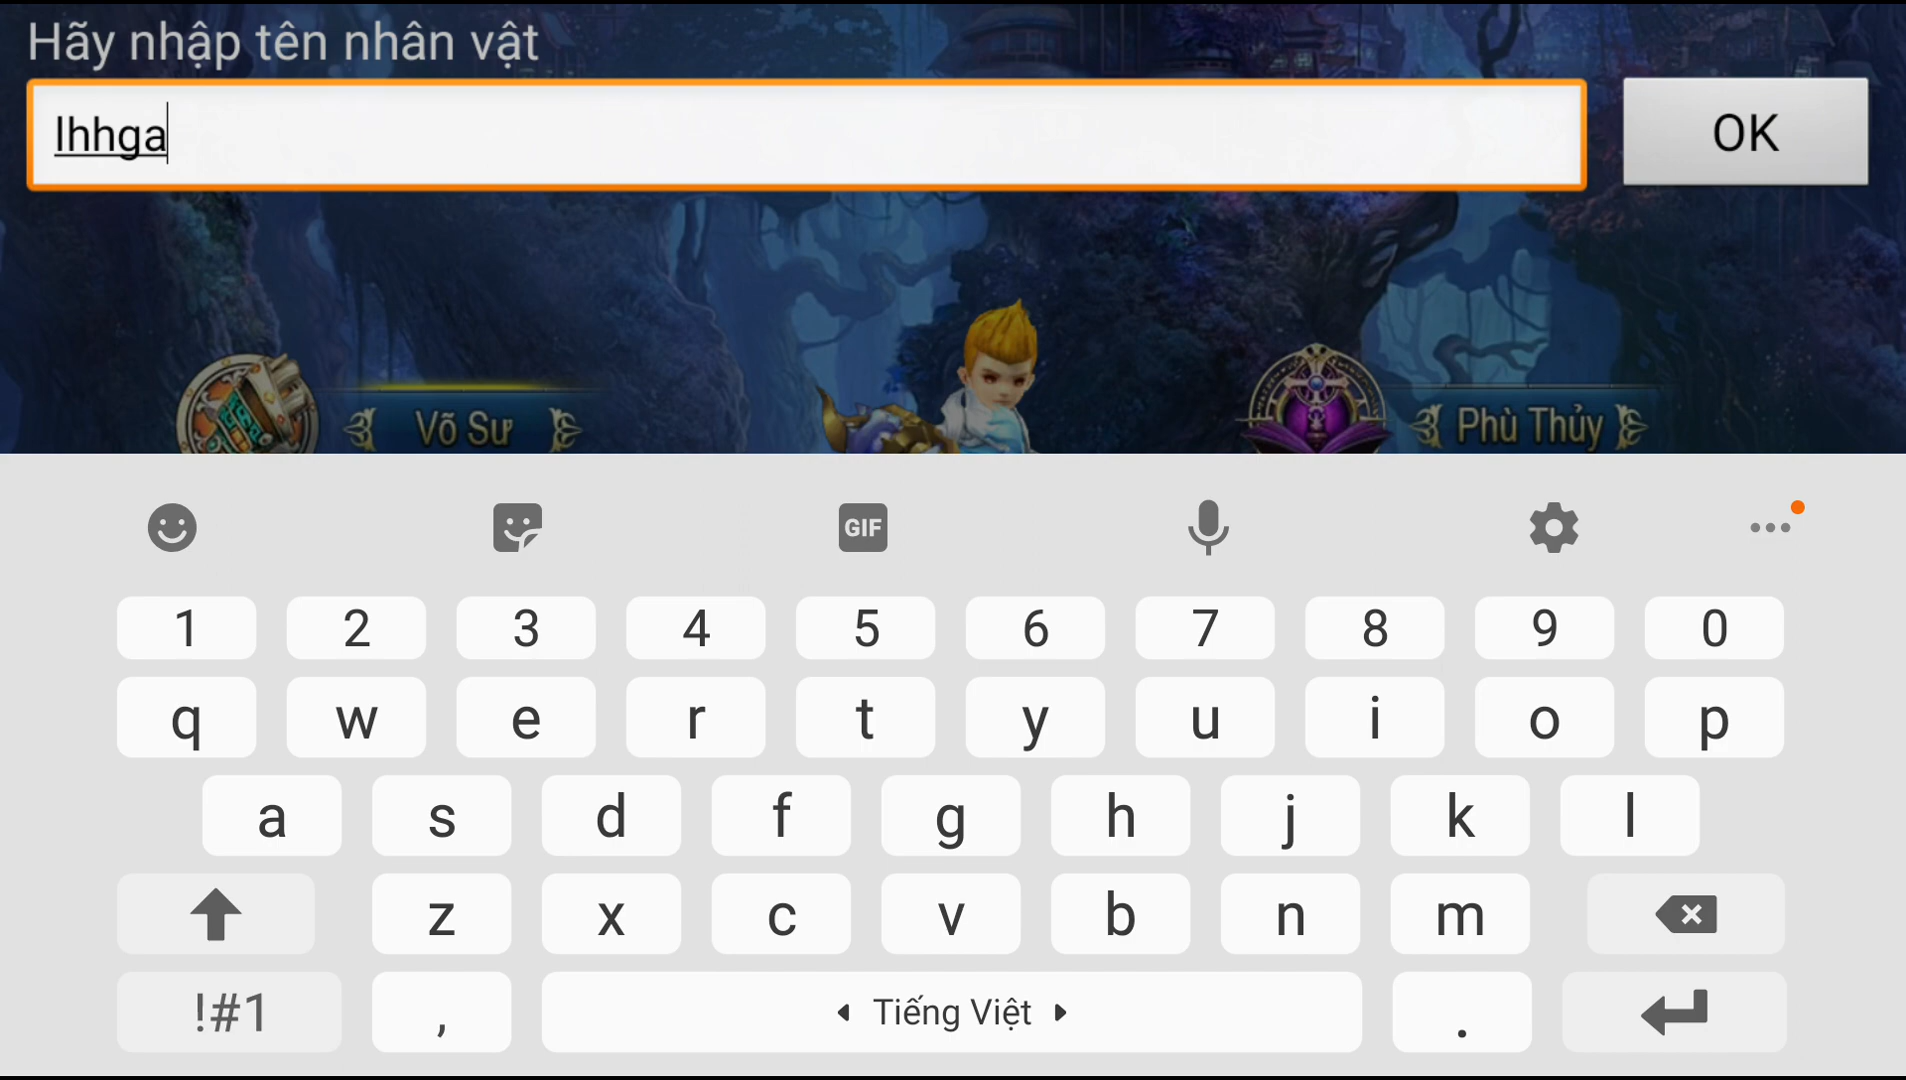 Hãy nhập tên nhân vật
lhhga
OK
Võ Sư
Phù Thủy
GIF
1 2 3 4 5 6 7 8 9 0
q w e r t y u i o p
a s d f g h j k l
z x c v b n m
!#1 , Tiếng Việt .